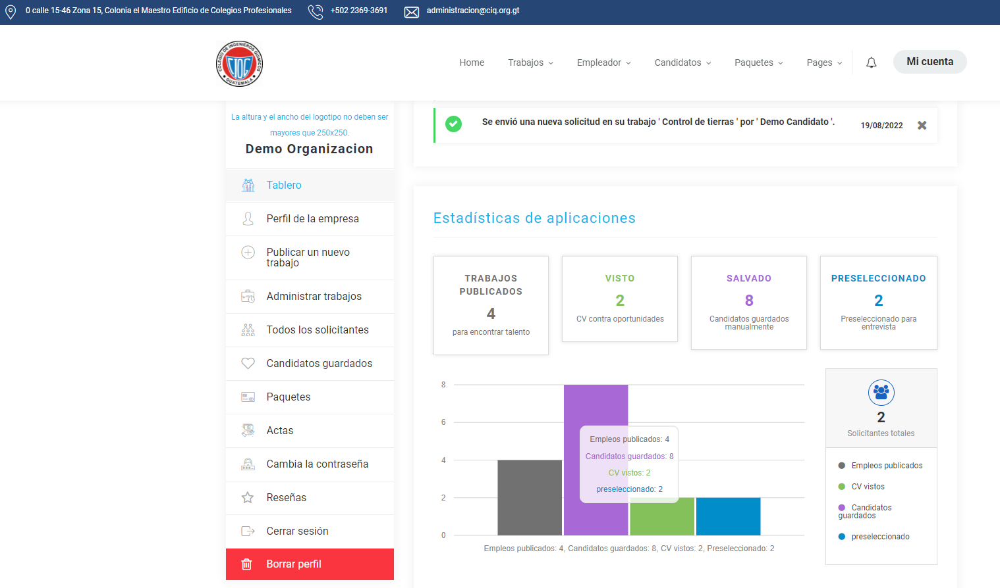 0 calle 15-46 Zona 15, Colonia el Maestro Edificio de Colegios Profesionales
+502 2369-3691
administracion@ciq.org.gt
COLEGIO DE INGENIEROS QUIMICOS
GUATEMALA
Home
Trabajos
Empleador
Candidatos
Paquetes
Pages
Mi cuenta
La altura y el ancho del logotipo no deben ser
mayores que 250x250.
Demo Organizacion
Tablero
Perfil de la empresa
Publicar un nuevo
trabajo
Administrar trabajos
Todos los solicitantes
Candidatos guardados
Paquetes
Actas
Cambia la contraseña
Reseñas
Cerrar sesión
Borrar perfil
Se envió una nueva solicitud en su trabajo ' Control de tierras ' por ' Demo Candidato '.
19/08/2022
Estadísticas de aplicaciones
TRABAJOS
PUBLICADOS
4
para encontrar talento
VISTO
2
CV contra oportunidades
SALVADO
8
Candidatos guardados
manualmente
PRESELECCIONADO
2
Preseleccionado para
entrevista
8
6
4
2
0
Empleos publicados: 4
Candidatos guardados: 8
CV vistos: 2
preseleccionado: 2
Empleos publicados: 4, Candidatos guardados: 8, CV vistos: 2, Preseleccionado: 2
2
Solicitantes totales
Empleos publicados
CV vistos
Candidatos
guardados
preseleccionado